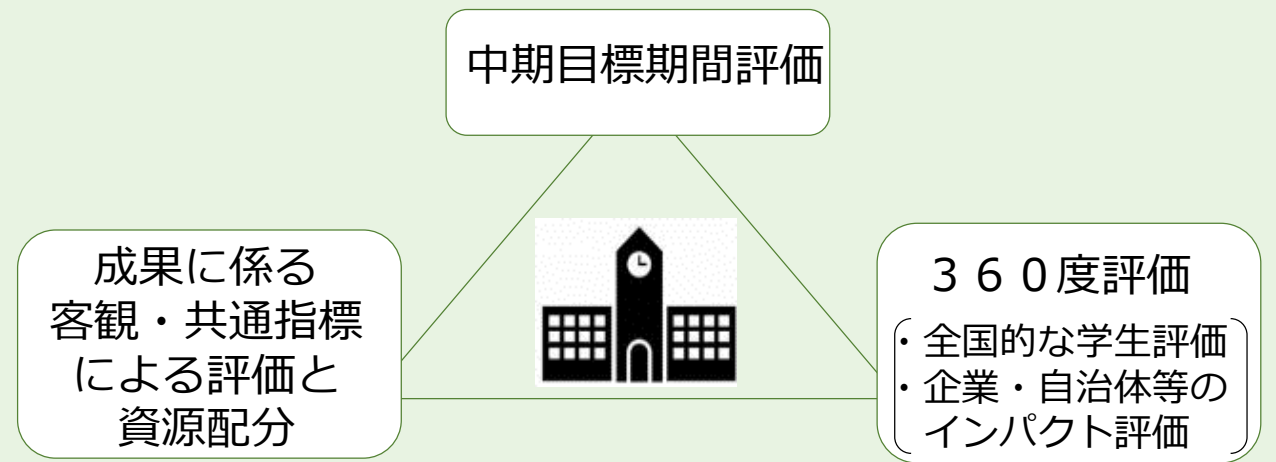 中期目標期間評価
成果に係る
客観・共通指標
による評価と
資源配分
３６０度評価
・全国的な学生評価
・企業・自治体等の
インパクト評価